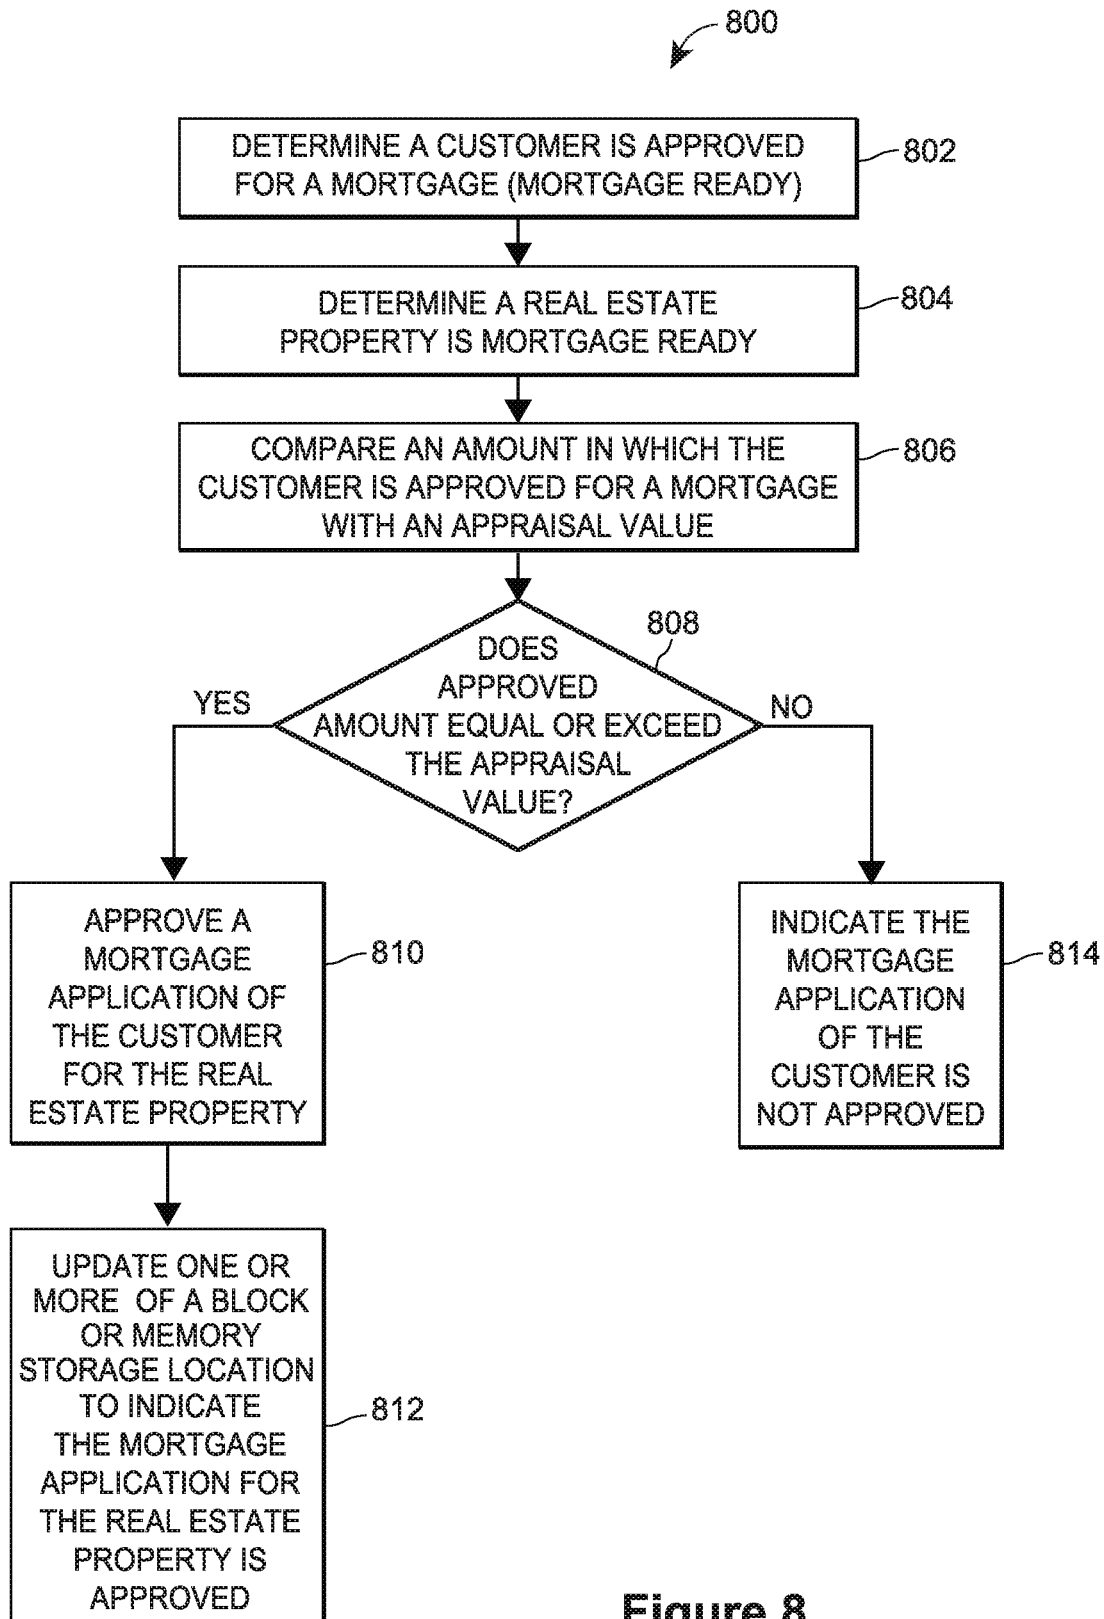 800
DETERMINE A CUSTOMER IS APPROVED
FOR A MORTGAGE (MORTGAGE READY)
802
DETERMINE A REAL ESTATE
PROPERTY IS MORTGAGE READY
804
COMPARE AN AMOUNT IN WHICH THE
CUSTOMER IS APPROVED FOR A MORTGAGE
WITH AN APPRAISAL VALUE
806
DOES
APPROVED
AMOUNT EQUAL OR EXCEED
THE APPRAISAL
VALUE?
808
YES
NO
APPROVE A
MORTGAGE
APPLICATION OF
THE CUSTOMER
FOR THE REAL
ESTATE PROPERTY
810
INDICATE THE
MORTGAGE
APPLICATION
OF THE
CUSTOMER IS
NOT APPROVED
814
UPDATE ONE OR
MORE OF A BLOCK
OR MEMORY
STORAGE LOCATION
TO INDICATE
THE MORTGAGE
APPLICATION FOR
THE REAL ESTATE
PROPERTY IS
APPROVED
812
Figure 8